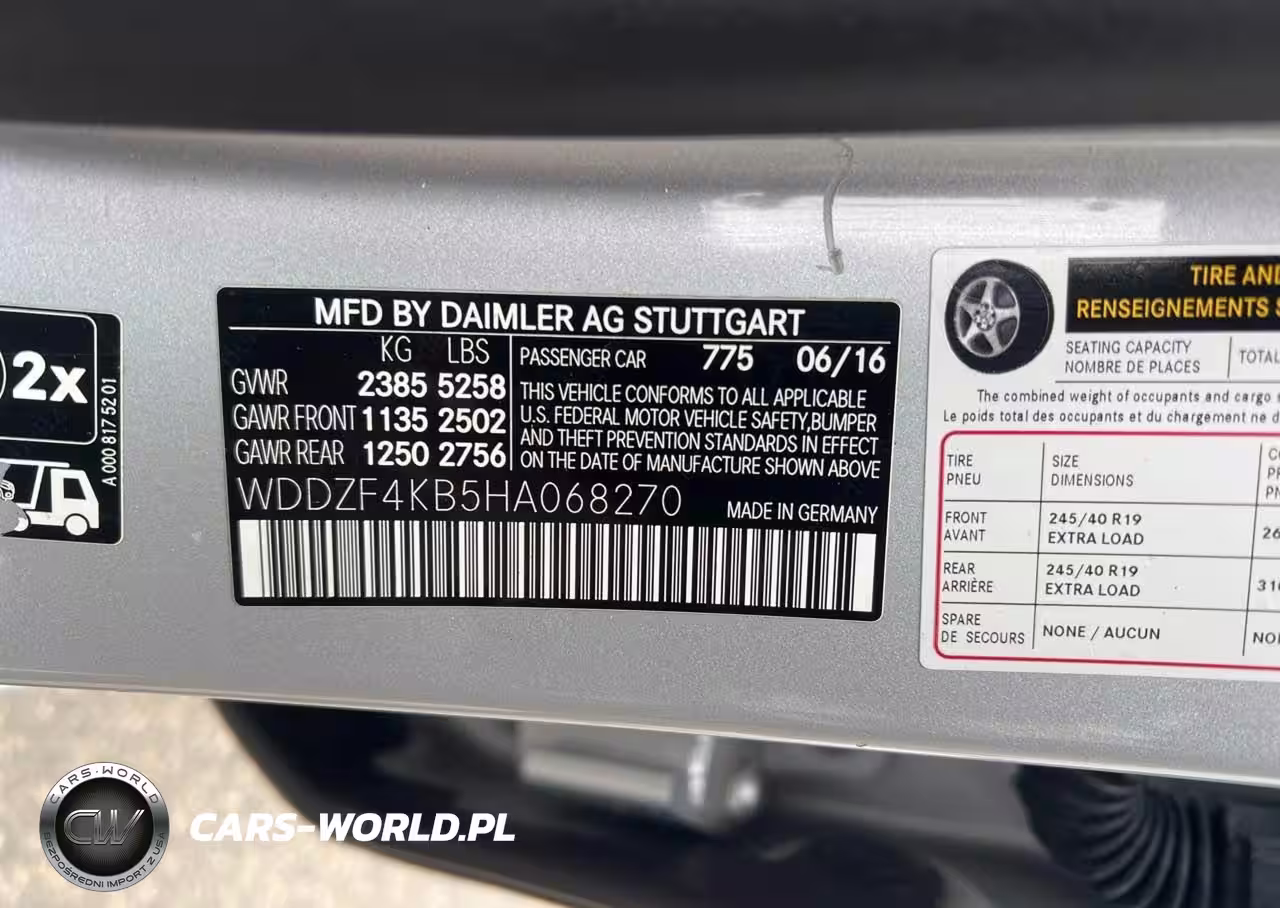 2x
A 000 817 52 01
MFD BY DAIMLER AG STUTTGART
KG LBS
GVWR 2385 5258
GAWR FRONT 1135 2502
GAWR REAR 1250 2756
PASSENGER CAR 775 06/16
THIS VEHICLE CONFORMS TO ALL APPLICABLE
U.S. FEDERAL MOTOR VEHICLE SAFETY,BUMPER
AND THEFT PREVENTION STANDARDS IN EFFECT
ON THE DATE OF MANUFACTURE SHOWN ABOVE
WDDZF4KB5HA068270 MADE IN GERMANY
TIRE AND
RENSEIGNEMENTS
SEATING CAPACITY
NOMBRE DE PLACES
TOTAL
The combined weight of occupants and cargo
Le poids total des occupants et du chargement ne
TIRE
PNEU
SIZE
DIMENSIONS
FRONT
AVANT
245/40 R19
EXTRA LOAD
REAR
ARRIÈRE
245/40 R19
EXTRA LOAD
SPARE
DE SECOURS
NONE / AUCUN
CARS-WORLD
CW
BEZPOŚREDNI IMPORT Z USA
CARS-WORLD.PL